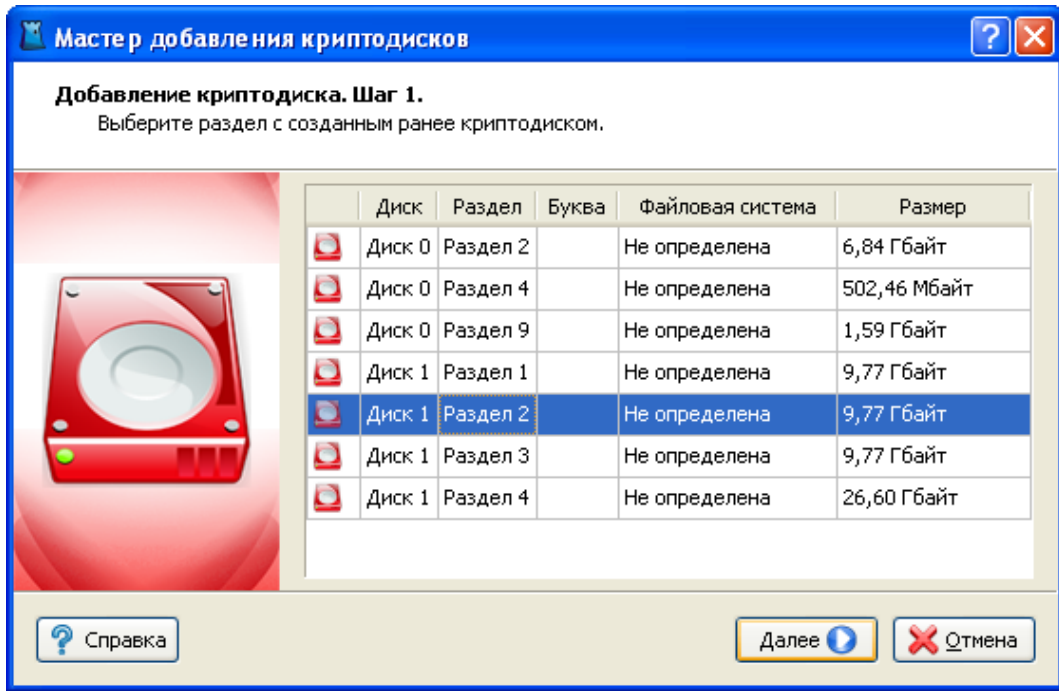 Мастер добавления криптодисков
Добавление криптодиска. Шаг 1.
Выберите раздел с созданным ранее криптодиском.
Диск Раздел Буква Файловая система Размер
Диск 0 Раздел 2 Не определена 6,84 Гбайт
Диск 0 Раздел 4 Не определена 502,46 Мбайт
Диск 0 Раздел 9 Не определена 1,59 Гбайт
Диск 1 Раздел 1 Не определена 9,77 Гбайт
Диск 1 Раздел 2 Не определена 9,77 Гбайт
Диск 1 Раздел 3 Не определена 9,77 Гбайт
Диск 1 Раздел 4 Не определена 26,60 Гбайт
Справка Далее Отмена